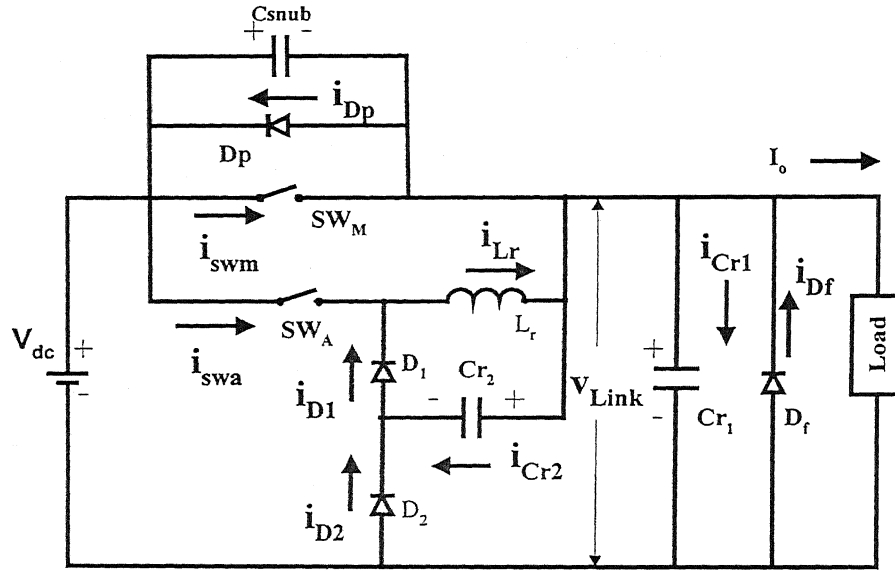 Csnub
+ -
i_Dp
Dp
I_o
SW_M
i_swm
i_Lr
i_Cr1
i_Df
SW_A
L_r
V_dc
+
-
i_swa
D_1
Cr_2
i_D1
- +
v_Link
+
-
Cr_1
D_f
Load
i_Cr2
i_D2
D_2